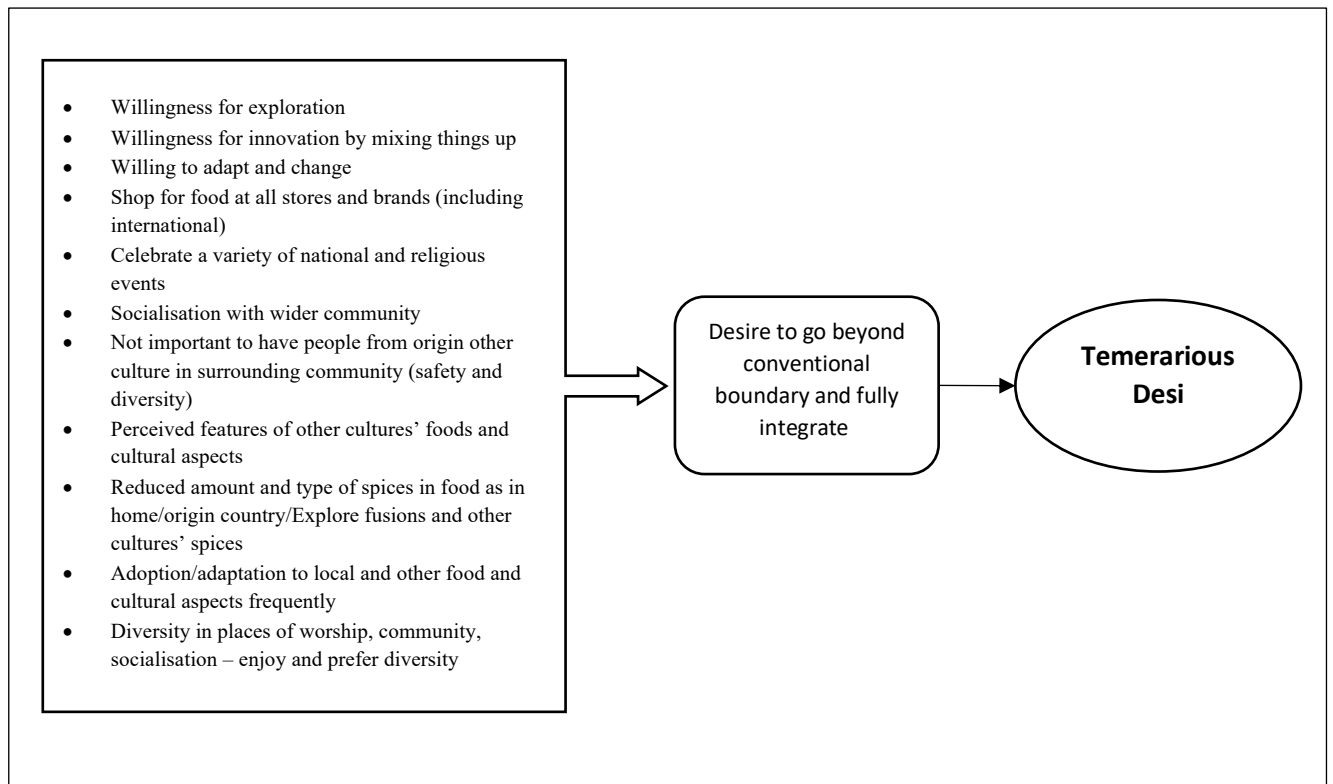 • Willingness for exploration
• Willingness for innovation by mixing things up
• Willing to adapt and change
• Shop for food at all stores and brands (including
international)
• Celebrate a variety of national and religious
events
• Socialisation with wider community
• Not important to have people from origin other
culture in surrounding community (safety and
diversity)
• Perceived features of other cultures’ foods and
cultural aspects
• Reduced amount and type of spices in food as in
home/origin country/Explore fusions and other
cultures’ spices
• Adoption/adaptation to local and other food and
cultural aspects frequently
• Diversity in places of worship, community,
socialisation – enjoy and prefer diversity
Desire to go beyond
conventional
boundary and fully
integrate
Temerarious
Desi